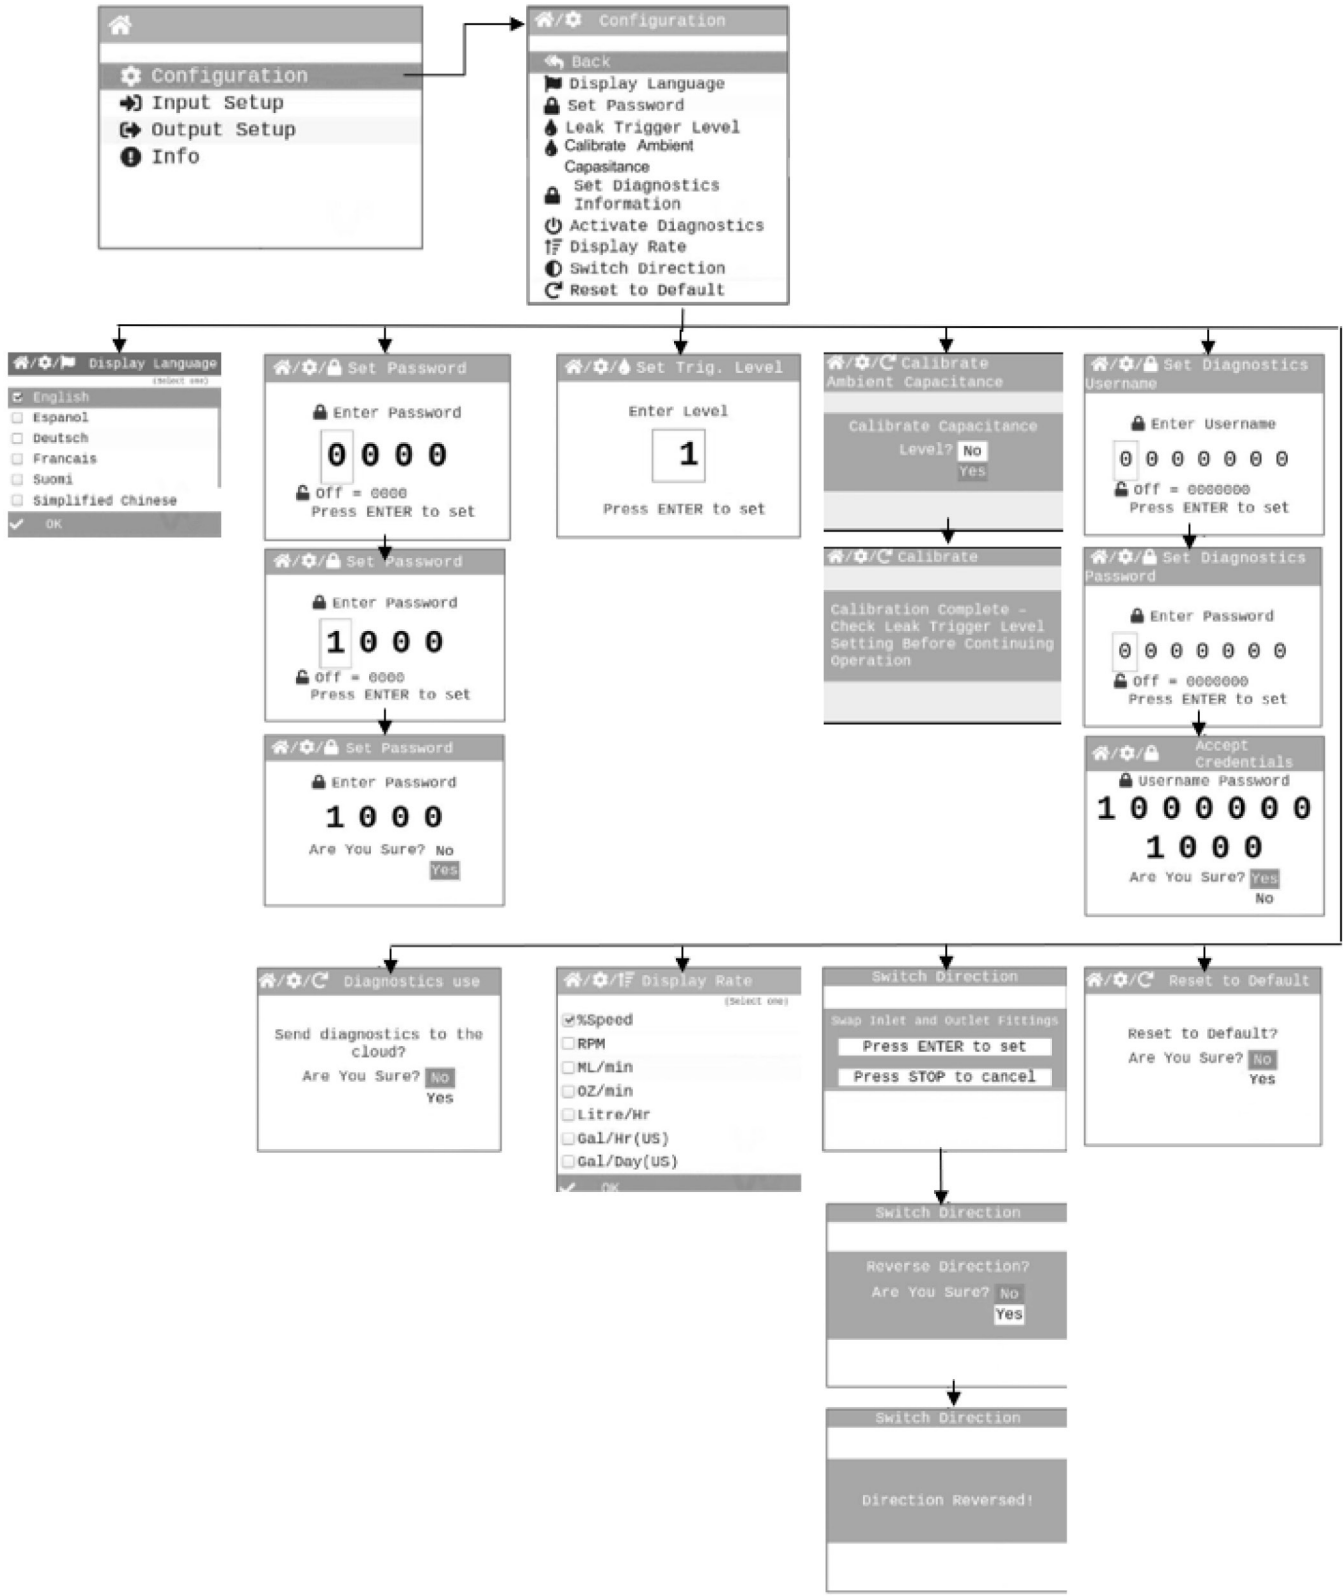 Configuration
Input Setup
Output Setup
Info
/ Configuration
Back
Display Language
Set Password
Leak Trigger Level
Calibrate Ambient
Capasitance
Set Diagnostics
Information
Activate Diagnostics
Display Rate
Switch Direction
Reset to Default
/ / Display Language
(Select one)
English
Espanol
Deutsch
Francais
Suomi
Simplified Chinese
OK
/ / Set Password
Enter Password
0 0 0 0
Off = 0000
Press ENTER to set
/ / Set Password
Enter Password
1 0 0 0
Off = 0000
Press ENTER to set
/ / Set Password
Enter Password
1 0 0 0
Are You Sure? No
Yes
/ / Set Trig. Level
Enter Level
1
Press ENTER to set
/ / Calibrate
Ambient Capacitance
Calibrate Capacitance
Level? No
Yes
/ / Calibrate
Calibration Complete –
Check Leak Trigger Level
Setting Before Continuing
Operation
/ / Set Diagnostics
Username
Enter Username
0 0 0 0 0 0 0
Off = 0000000
Press ENTER to set
/ / Set Diagnostics
Password
Enter Password
0 0 0 0 0 0 0
Off = 0000000
Press ENTER to set
/ / Accept
Credentials
Username Password
1 0 0 0 0 0 0
1 0 0 0
Are You Sure? Yes
No
/ / Diagnostics use
Send diagnostics to the
cloud?
Are You Sure? No
Yes
/ / Display Rate
(Select one)
%Speed
RPM
ML/min
OZ/min
Litre/Hr
Gal/Hr(US)
Gal/Day(US)
OK
Switch Direction
Swap Inlet and Outlet Fittings
Press ENTER to set
Press STOP to cancel
Switch Direction
Reverse Direction?
Are You Sure? No
Yes
Switch Direction
Direction Reversed!
/ / Reset to Default
Reset to Default?
Are You Sure? No
Yes